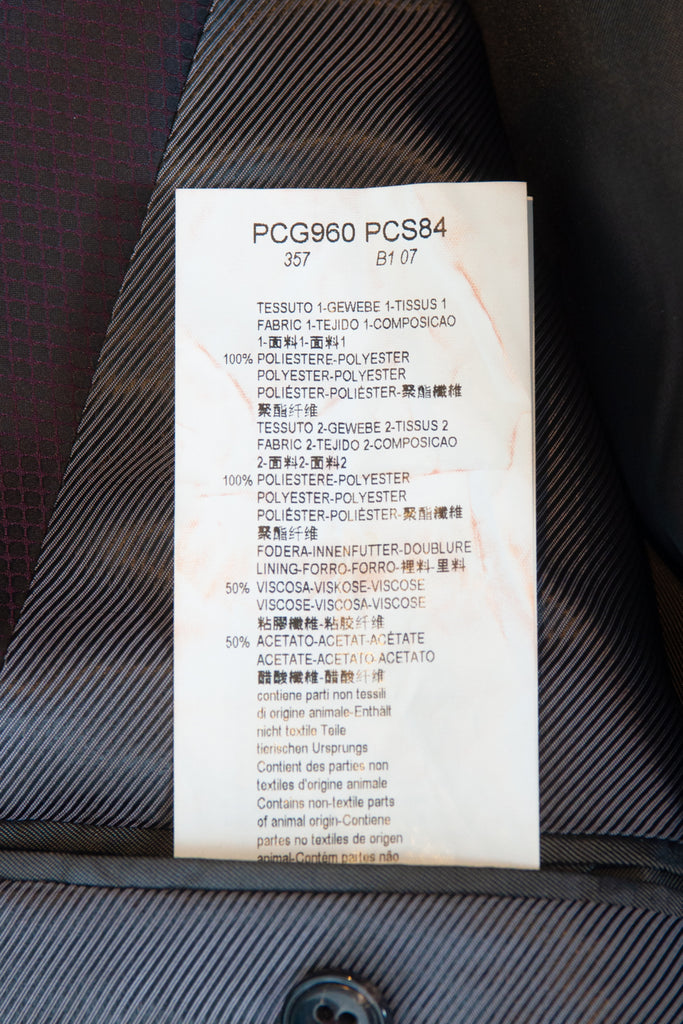 PCG960 PCS84
357 B1 07
TESSUTO 1-GEWEBE 1-TISSUS 1
FABRIC 1-TEJIDO 1-COMPOSICAO
1-面料1-面料1
100% POLIESTERE-POLYESTER
POLYESTER-POLYESTER
POLIÉSTER-POLIÉSTER-聚酯纖維
聚酯纤维
TESSUTO 2-GEWEBE 2-TISSUS 2
FABRIC 2-TEJIDO 2-COMPOSICAO
2-面料2-面料2
100% POLIESTERE-POLYESTER
POLYESTER-POLYESTER
POLIÉSTER-POLIÉSTER-聚酯纖維
聚酯纤维
FODERA-INNENFUTTER-DOUBLURE
LINING-FORRO-FORRO-裡料-里料
50% VISCOSA-VISKOSE-VISCOSE
VISCOSE-VISCOSA-VISCOSE
粘膠纖維-粘胶纤维
50% ACETATO-ACETAT-ACÉTATE
ACETATE-ACETATO-ACETATO
醋酸纖維-醋酸纤维
contiene parti non tessili
di origine animale-Enthält
nicht textile Teile
tierischen Ursprungs
Contient des parties non
textiles d'origine animale
Contains non-textile parts
of animal origin-Contiene
partes no textiles de origen
animal-Contém partes não